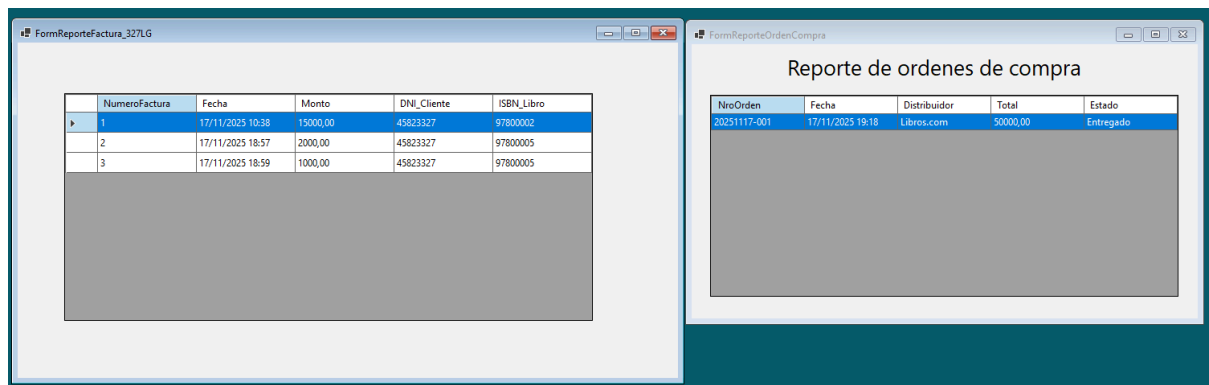 FormReporteFactura_327LG
NumeroFactura Fecha Monto DNI_Cliente ISBN_Libro
1 17/11/2025 10:38 15000,00 45823327 97800002
2 17/11/2025 18:57 2000,00 45823327 97800005
3 17/11/2025 18:59 1000,00 45823327 97800005
FormReporteOrdenCompra
Reporte de ordenes de compra
NroOrden Fecha Distribuidor Total Estado
20251117-001 17/11/2025 19:18 Libros.com 50000,00 Entregado